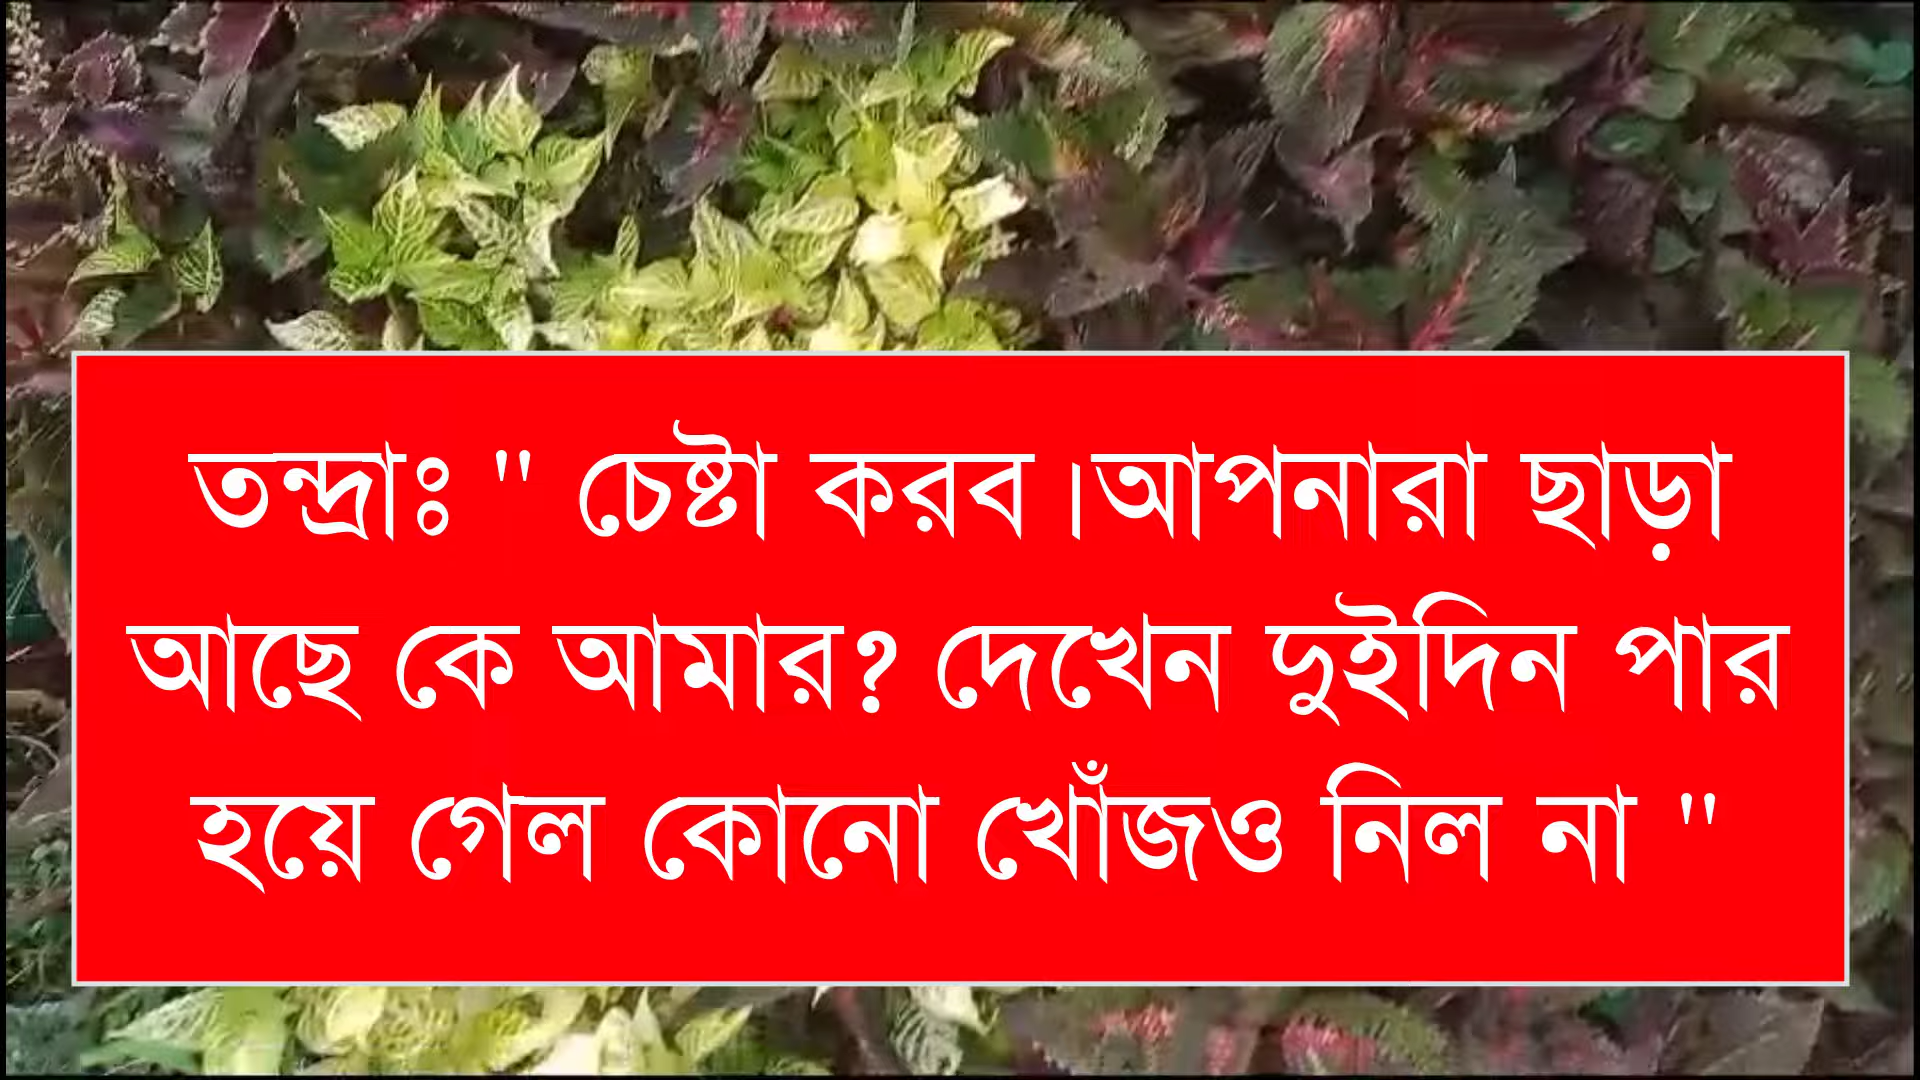 তন্দ্রাঃ " চেষ্টা করব।আপনারা ছাড়া
আছে কে আমার? দেখেন দুইদিন পার
হয়ে গেল কোনো খোঁজও নিল না "